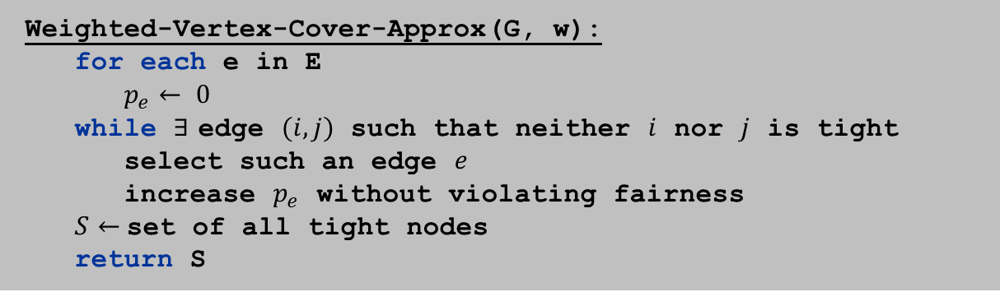 Weighted-Vertex-Cover-Approx(G, w):
for each e in E
pₑ ← 0
while ∃ edge (i,j) such that neither i nor j is tight
select such an edge e
increase pₑ without violating fairness
S ← set of all tight nodes
return S